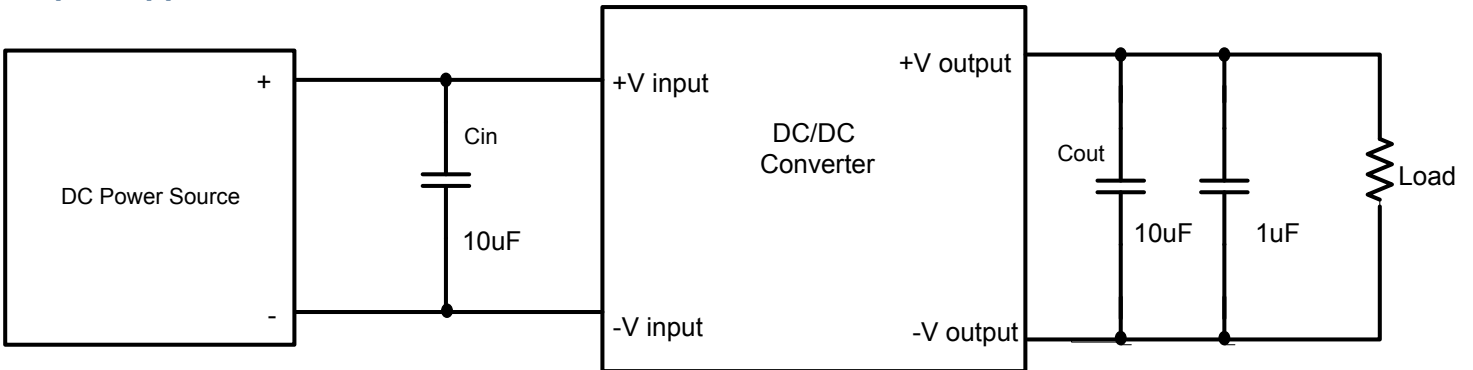 +
-
DC Power Source
Cin
10uF
+V input
-V input
DC/DC
Converter
+V output
-V output
Cout
10uF
1uF
Load